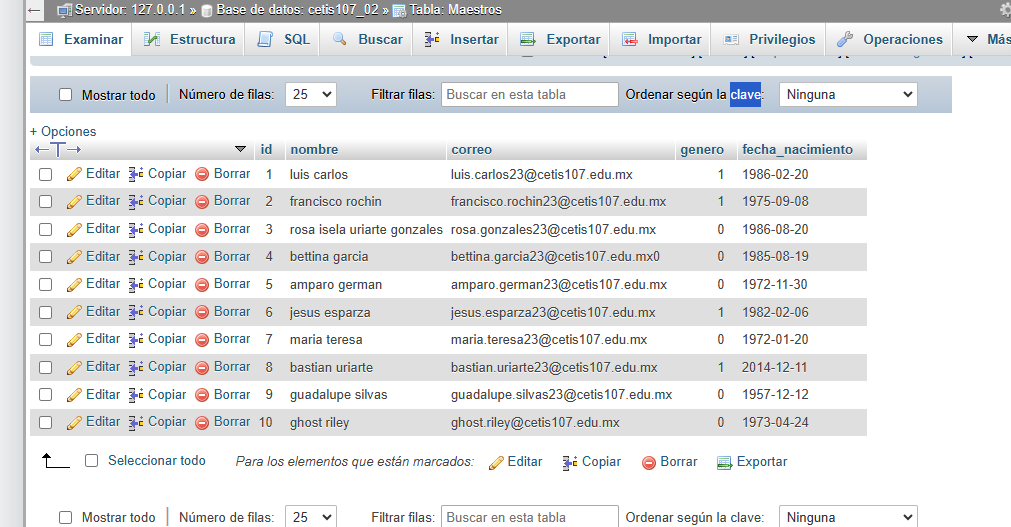 Servidor: 127.0.0.1 » Base de datos: cetis107_02 » Tabla: Maestros
Examinar Estructura SQL Buscar Insertar Exportar Importar Privilegios Operaciones Más
Mostrar todo Número de filas: 25 Filtrar filas: Buscar en esta tabla Ordenar según la clave: Ninguna
+ Opciones
←T→ id nombre correo genero fecha_nacimiento
Editar Copiar Borrar 1 luis carlos luis.carlos23@cetis107.edu.mx 1 1986-02-20
Editar Copiar Borrar 2 francisco rochin francisco.rochin23@cetis107.edu.mx 1 1975-09-08
Editar Copiar Borrar 3 rosa isela uriarte gonzales rosa.gonzales23@cetis107.edu.mx 0 1986-08-20
Editar Copiar Borrar 4 bettina garcia bettina.garcia23@cetis107.edu.mx0 0 1985-08-19
Editar Copiar Borrar 5 amparo german amparo.german23@cetis107.edu.mx 0 1972-11-30
Editar Copiar Borrar 6 jesus esparza jesus.esparza23@cetis107.edu.mx 1 1982-02-06
Editar Copiar Borrar 7 maria teresa maria.teresa23@cetis107.edu.mx 0 1972-01-20
Editar Copiar Borrar 8 bastian uriarte bastian.uriarte23@cetis107.edu.mx 1 2014-12-11
Editar Copiar Borrar 9 guadalupe silvas guadalupe.silvas23@cetis107.edu.mx 0 1957-12-12
Editar Copiar Borrar 10 ghost riley ghost.riley@cetis107.edu.mx 0 1973-04-24
Seleccionar todo Para los elementos que están marcados: Editar Copiar Borrar Exportar
Mostrar todo Número de filas: 25 Filtrar filas: Buscar en esta tabla Ordenar según la clave: Ninguna